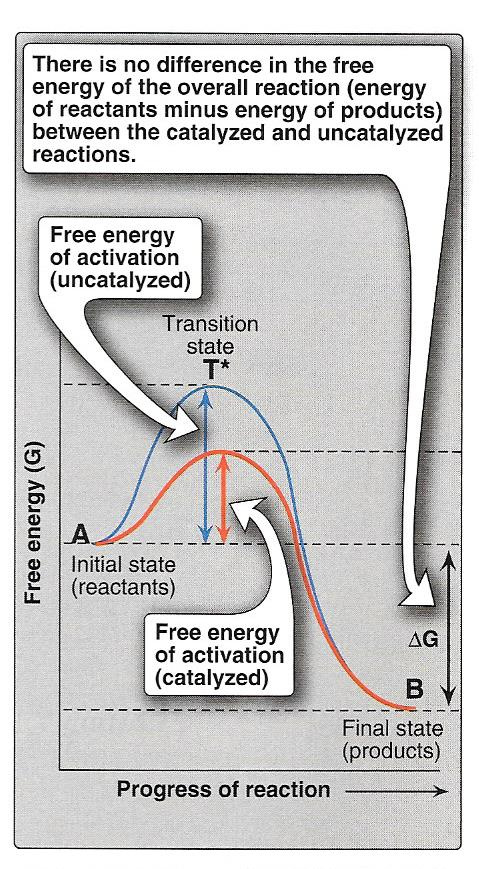 There is no difference in the free
energy of the overall reaction (energy
of reactants minus energy of products)
between the catalyzed and uncatalyzed
reactions.
Free energy
of activation
(uncatalyzed)
Transition
state
T*
Free energy (G)
A
Initial state
(reactants)
Free energy
of activation
(catalyzed)
ΔG
B
Final state
(products)
Progress of reaction